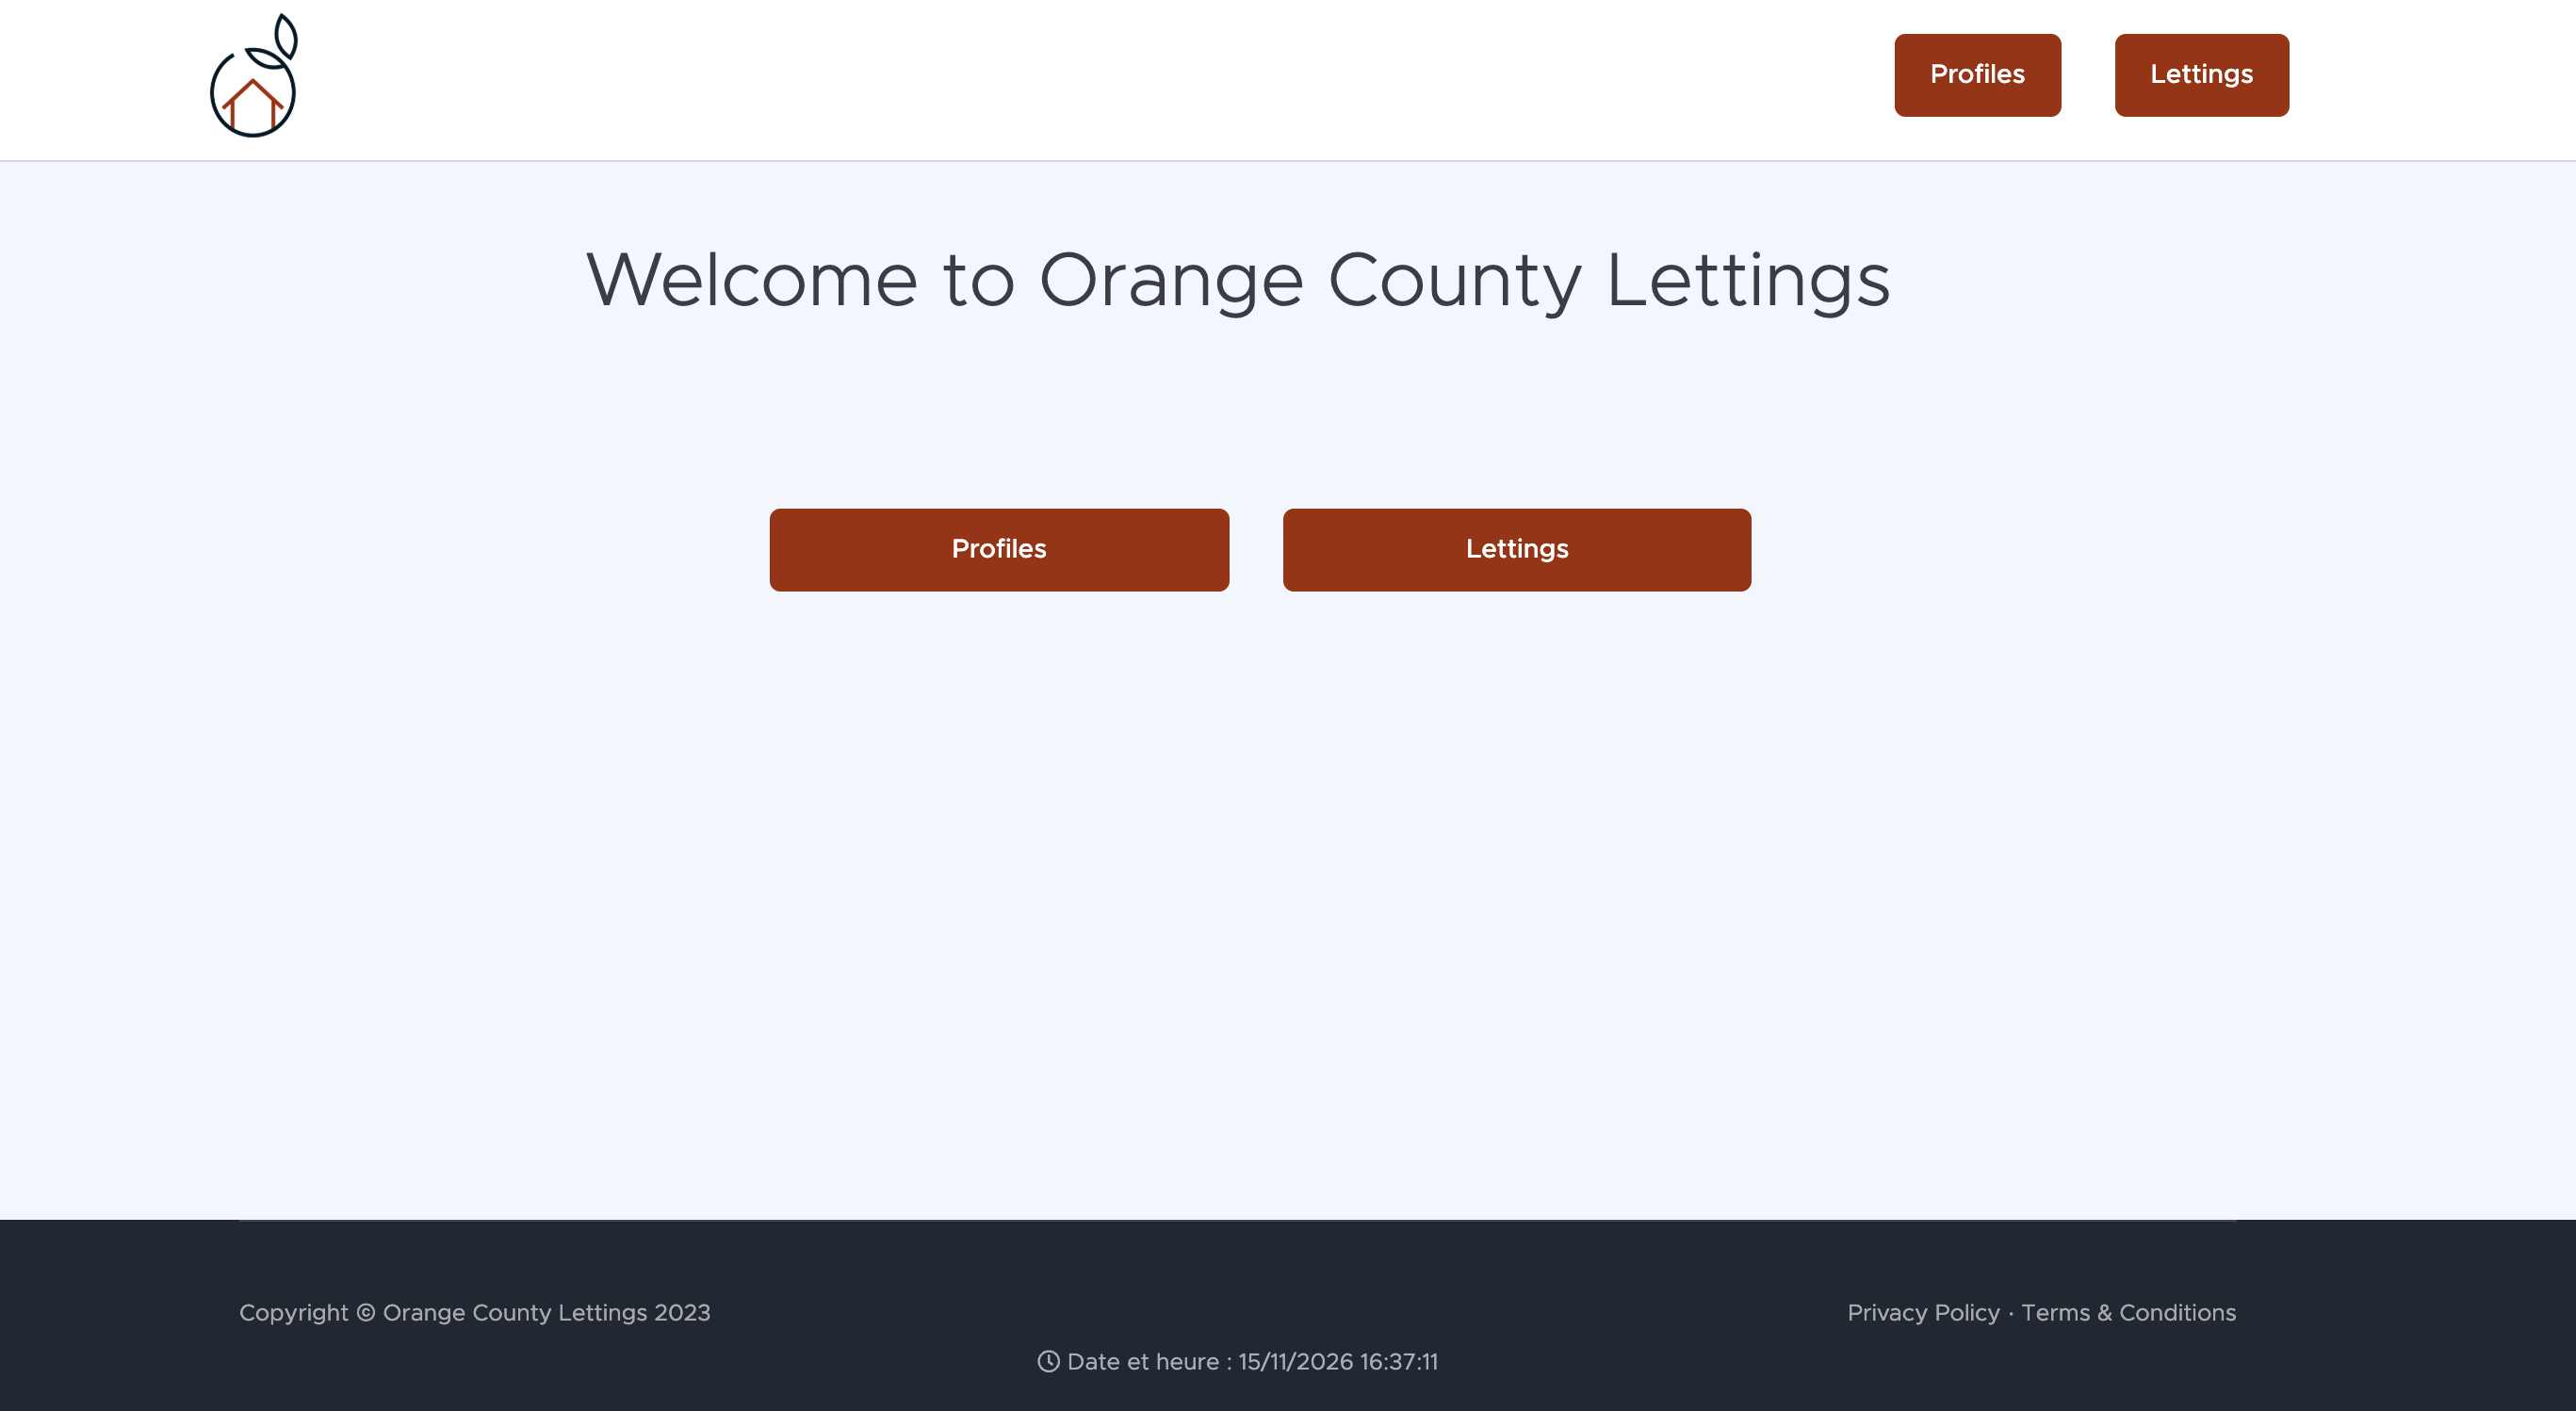 Profiles Lettings
Welcome to Orange County Lettings
Profiles Lettings
Copyright © Orange County Lettings 2023 Privacy Policy · Terms & Conditions
Date et heure : 15/11/2026 16:37:11